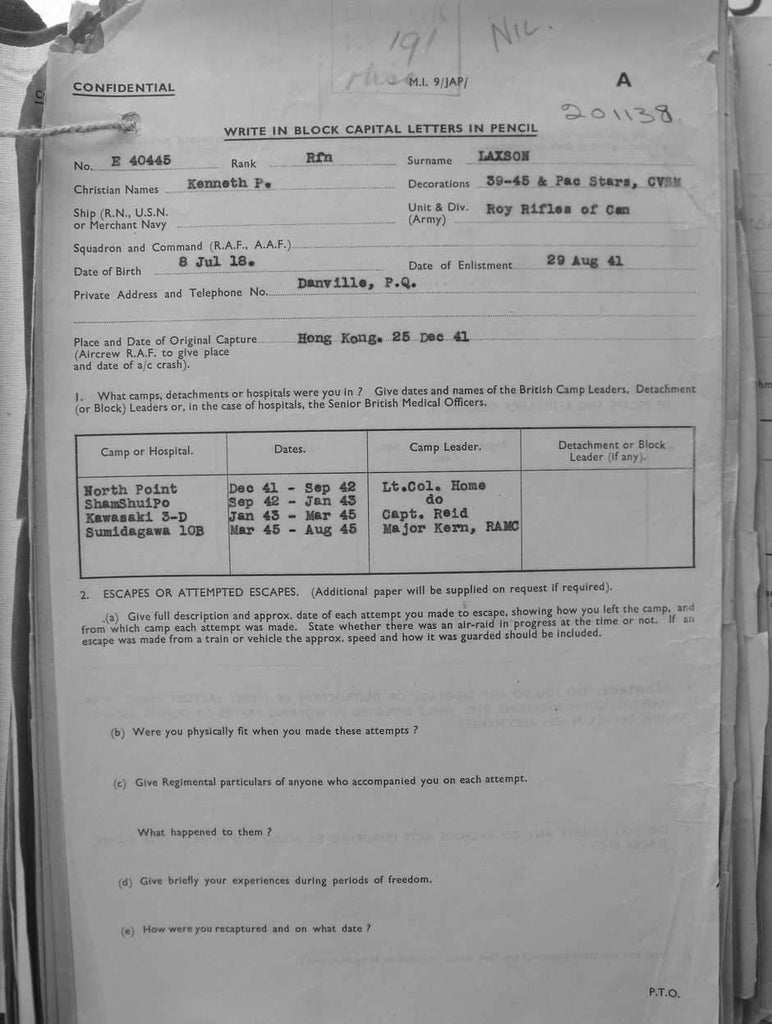 191 NIL.
CONFIDENTIAL M.I. 9/JAP/ A
201138.
WRITE IN BLOCK CAPITAL LETTERS IN PENCIL
No. E 40445 Rank Rfn Surname LAXSON
Christian Names Kenneth P. Decorations 39-45 & Pac Stars, CVSM
Ship (R.N., U.S.N. or Merchant Navy Unit & Div. (Army) Roy Rifles of Can
Squadron and Command (R.A.F., A.A.F.)
Date of Birth 8 Jul 18. Date of Enlistment 29 Aug 41
Private Address and Telephone No. Danville, P.Q.
Place and Date of Original Capture Hong Kong. 25 Dec 41
(Aircrew R.A.F. to give place
and date of a/c crash).
1. What camps, detachments or hospitals were you in ? Give dates and names of the British Camp Leaders, Detachment
(or Block) Leaders or, in the case of hospitals, the Senior British Medical Officers.
Camp or Hospital. Dates. Camp Leader. Detachment or Block Leader (if any).
North Point Dec 41 - Sep 42 Lt.Col. Home
ShamShuiPo Sep 42 - Jan 43 do
Kawasaki 3-D Jan 43 - Mar 45 Capt. Reid
Sumidagawa 10B Mar 45 - Aug 45 Major Kern, RAMC
2. ESCAPES OR ATTEMPTED ESCAPES. (Additional paper will be supplied on request if required).
(a) Give full description and approx. date of each attempt you made to escape, showing how you left the camp, and
from which camp each attempt was made. State whether there was an air-raid in progress at the time or not. If an
escape was made from a train or vehicle the approx. speed and how it was guarded should be included.
(b) Were you physically fit when you made these attempts ?
(c) Give Regimental particulars of anyone who accompanied you on each attempt.
What happened to them ?
(d) Give briefly your experiences during periods of freedom.
(e) How were you recaptured and on what date ?
P.T.O.